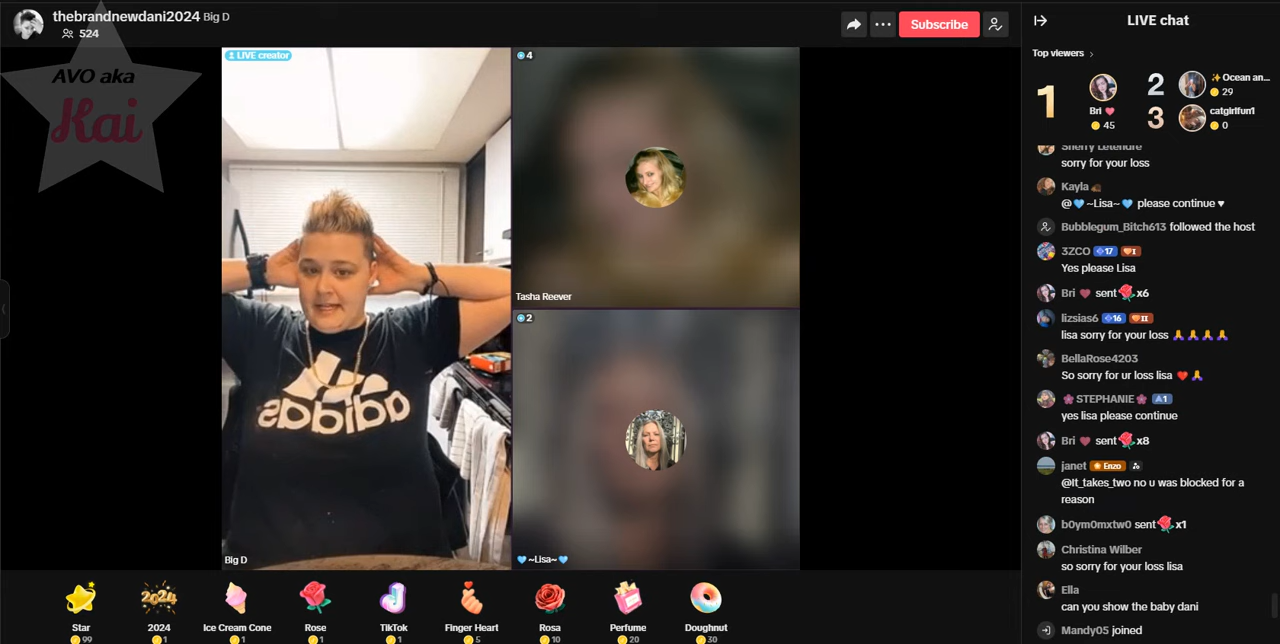 thebrandnewdani2024 Big D
524
Subscribe
AVO aka
Kai
LIVE creator
4
Tasha Reever
2
adidas
Big D
~Lisa~
Star
99
2024
2024
1
Ice Cream Cone
1
Rose
1
TikTok
1
Finger Heart
5
Rosa
10
Perfume
20
Doughnut
30
LIVE chat
Top viewers
1
Bri
45
2
Ocean an...
29
3
catgirlfun1
0
Sherry Letendre
sorry for your loss
Kayla
@💙~Lisa~💙 please continue ♥
Bubblegum_Bitch613 followed the host
3ZCO 17 I
Yes please Lisa
Bri sent x6
lizsias6 16 II
lisa sorry for your loss 🙏🙏🙏🙏
BellaRose4203
So sorry for ur loss lisa ❤️🙏
🌸STEPHANIE🌸 1
yes lisa please continue
Bri sent x8
janet Enzo
@It_takes_two no u was blocked for a
reason
b0ym0mxtw0 sent x1
Christina Wilber
so sorry for your loss lisa
Ella
can you show the baby dani
Mandy05 joined